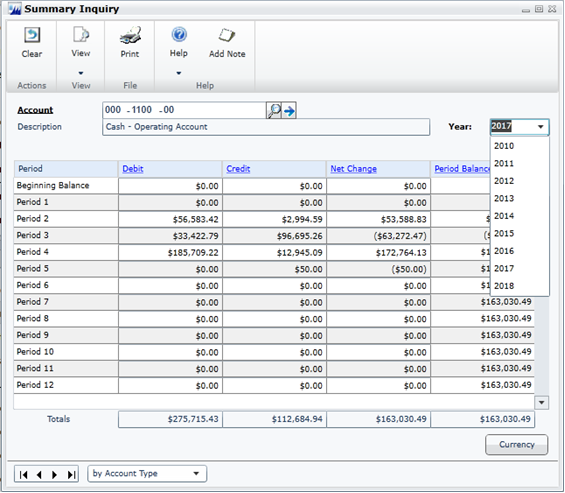 Summary Inquiry
Clear View Print Help Add Note
Actions View File Help
Account 000 -1100 -00
Description Cash - Operating Account Year: 2017
2010
2011
2012
2013
2014
2015
2016
2017
2018
Period Debit Credit Net Change Period Balance
Beginning Balance $0.00 $0.00 $0.00
Period 1 $0.00 $0.00 $0.00
Period 2 $56,583.42 $2,994.59 $53,588.83 $
Period 3 $33,422.79 $96,695.26 ($63,272.47) ($
Period 4 $185,709.22 $12,945.09 $172,764.13 $1
Period 5 $0.00 $50.00 ($50.00) $1
Period 6 $0.00 $0.00 $0.00 $1
Period 7 $0.00 $0.00 $0.00 $163,030.49
Period 8 $0.00 $0.00 $0.00 $163,030.49
Period 9 $0.00 $0.00 $0.00 $163,030.49
Period 10 $0.00 $0.00 $0.00 $163,030.49
Period 11 $0.00 $0.00 $0.00 $163,030.49
Period 12 $0.00 $0.00 $0.00 $163,030.49
Totals $275,715.43 $112,684.94 $163,030.49 $163,030.49
Currency
by Account Type